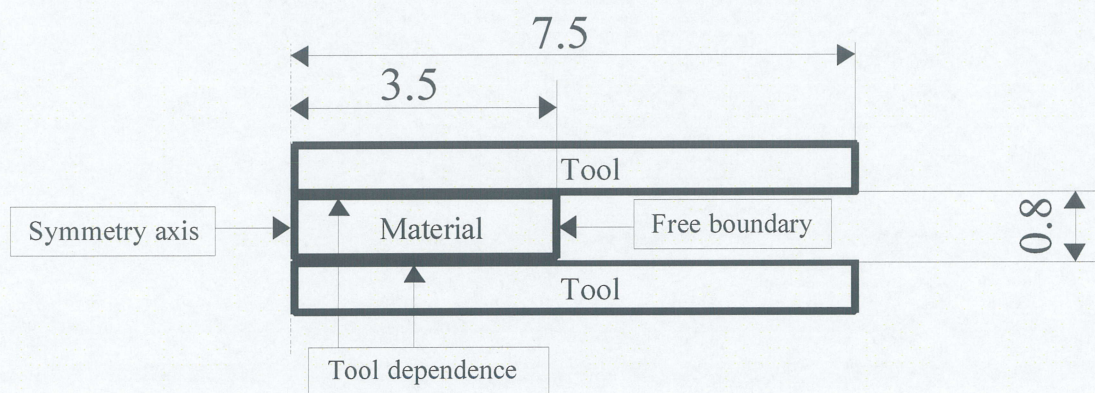 7.5
3.5
Tool
Symmetry axis
Material
Free boundary
0.8
Tool
Tool dependence